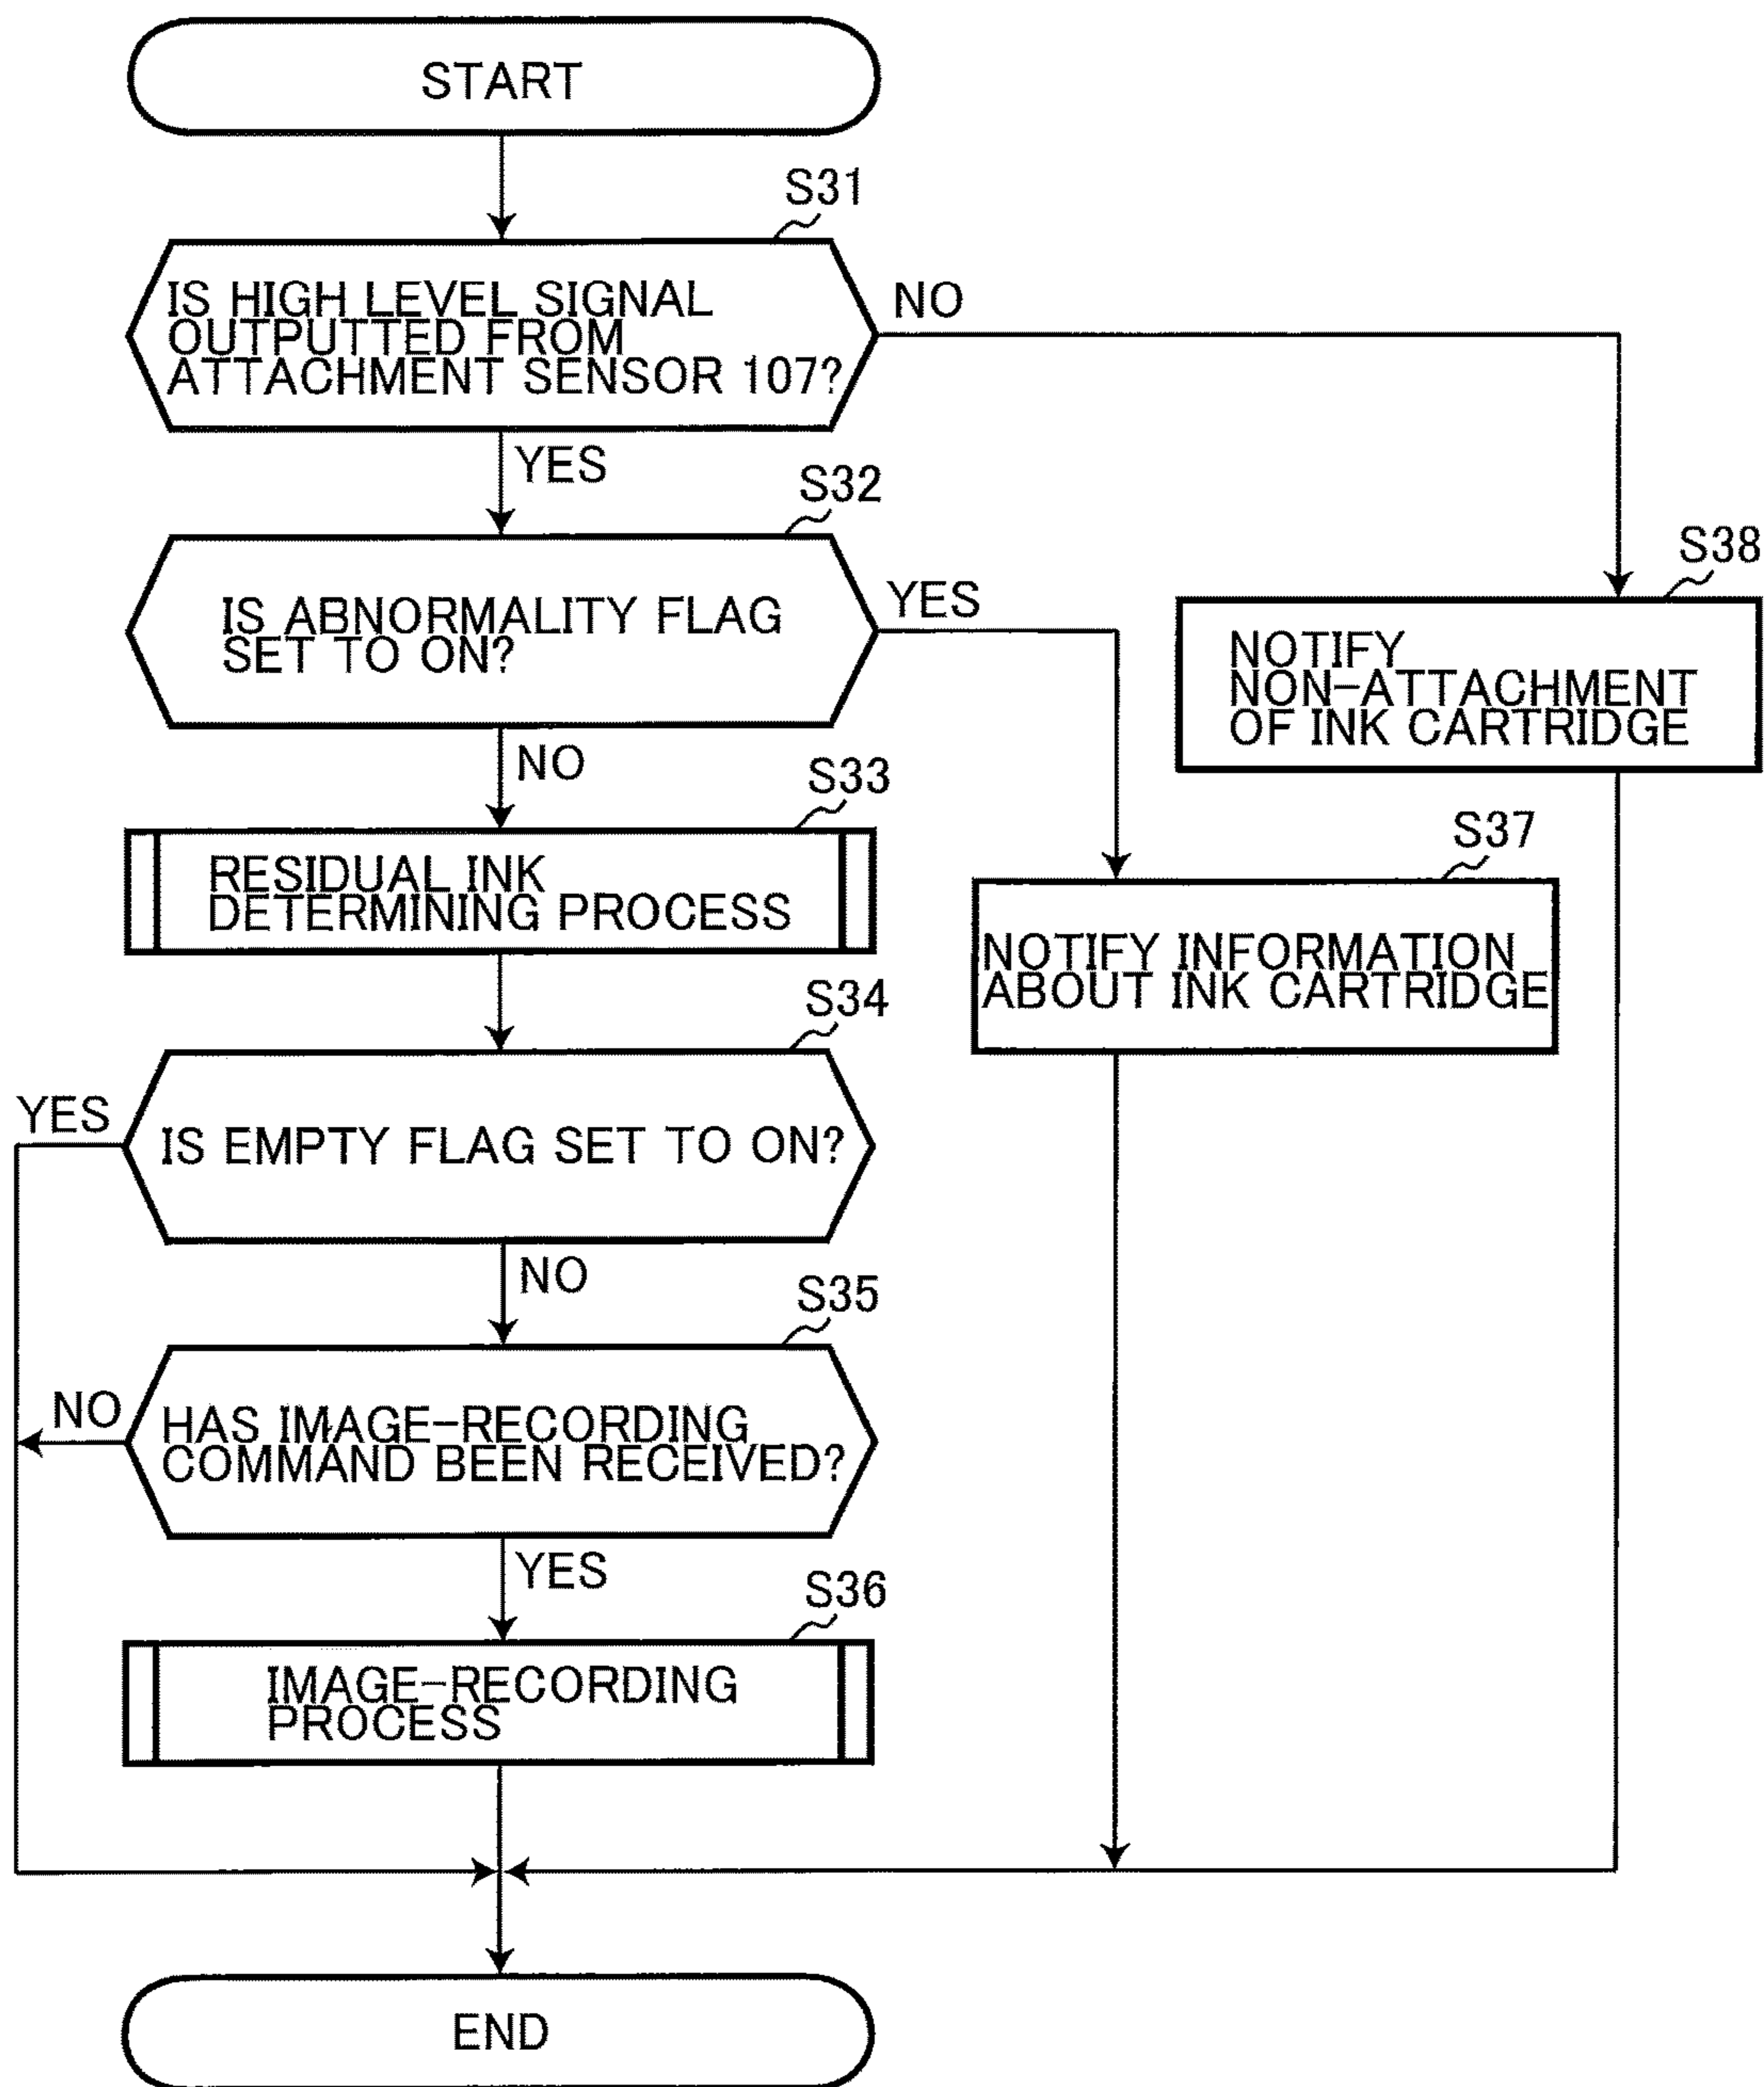 START
S31
IS HIGH LEVEL SIGNAL
OUTPUTTED FROM
ATTACHMENT SENSOR 107?
NO
YES
S32
IS ABNORMALITY FLAG
SET TO ON?
YES
S38
NOTIFY
NON-ATTACHMENT
OF INK CARTRIDGE
NO
S33
RESIDUAL INK
DETERMINING PROCESS
S37
NOTIFY INFORMATION
ABOUT INK CARTRIDGE
S34
YES
IS EMPTY FLAG SET TO ON?
NO
S35
NO
HAS IMAGE-RECORDING
COMMAND BEEN RECEIVED?
YES
S36
IMAGE-RECORDING
PROCESS
END